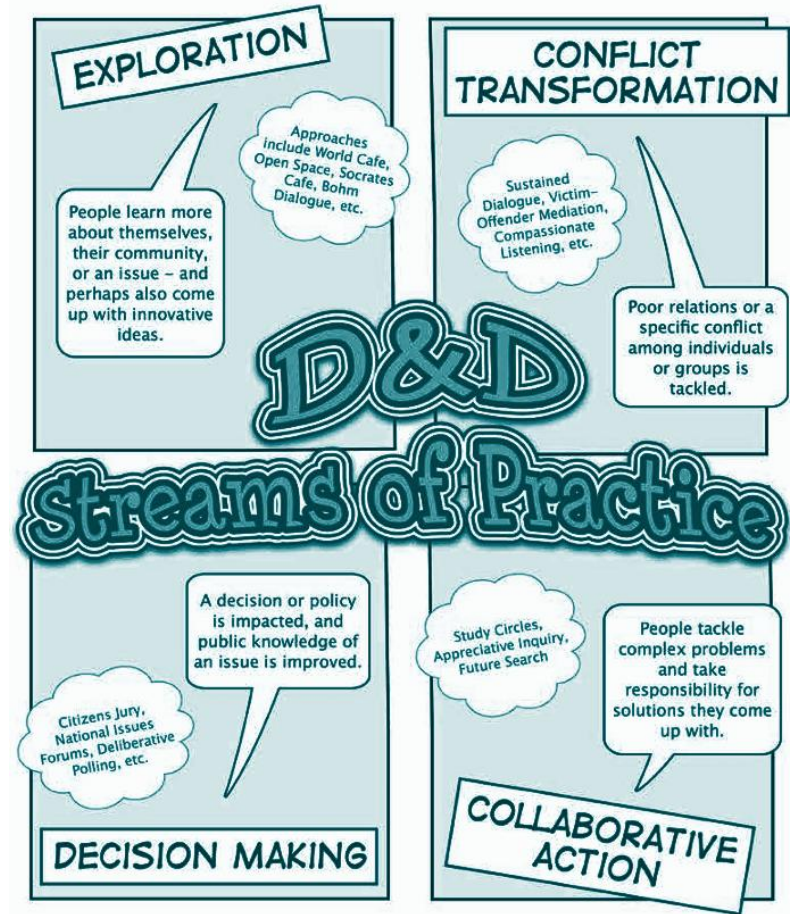 EXPLORATION
Approaches
include World Cafe,
Open Space, Socrates
Cafe, Bohm
Dialogue, etc.
People learn more
about themselves,
their community,
or an issue – and
perhaps also come
up with innovative
ideas.
CONFLICT
TRANSFORMATION
Sustained
Dialogue, Victim-
Offender Mediation,
Compassionate
Listening, etc.
Poor relations or a
specific conflict
among individuals
or groups is
tackled.
D&D
Streams of Practice
A decision or policy
is impacted, and
public knowledge of
an issue is improved.
Citizens Jury,
National Issues
Forums, Deliberative
Polling, etc.
DECISION MAKING
Study Circles,
Appreciative Inquiry,
Future Search
People tackle
complex problems
and take
responsibility for
solutions they come
up with.
COLLABORATIVE
ACTION